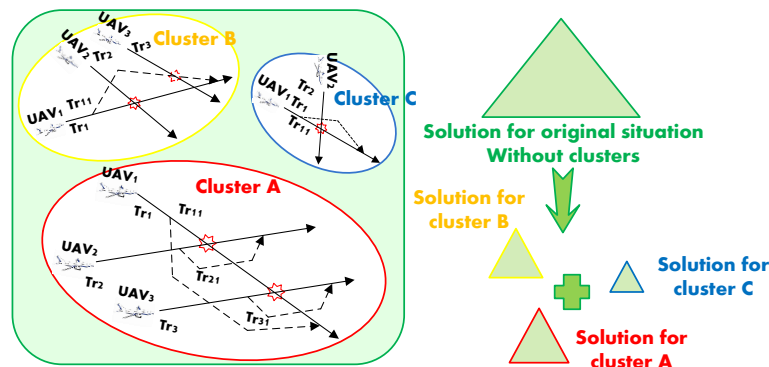 UAV3
Tr3
Cluster B
UAV2
Tr2
UAV1
Tr11
Tr1
UAV2
Tr2
Cluster C
UAV1
Tr1
Tr11
Cluster A
UAV1
Tr1
Tr11
UAV2
Tr2
Tr21
UAV3
Tr3
Tr31
Solution for original situation
Without clusters
Solution for
cluster B
Solution for
cluster C
Solution for
cluster A